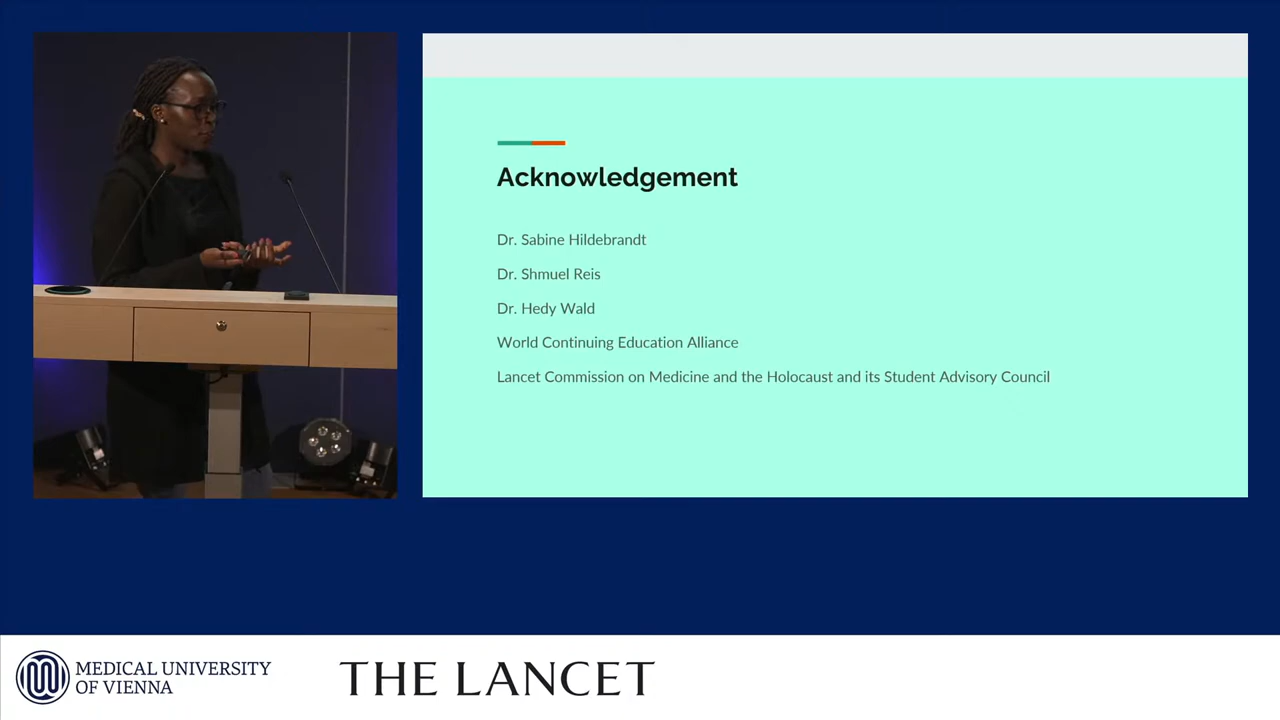 Acknowledgement
Dr. Sabine Hildebrandt
Dr. Shmuel Reis
Dr. Hedy Wald
World Continuing Education Alliance
Lancet Commission on Medicine and the Holocaust and its Student Advisory Council
MEDICAL UNIVERSITY
OF VIENNA
THE LANCET